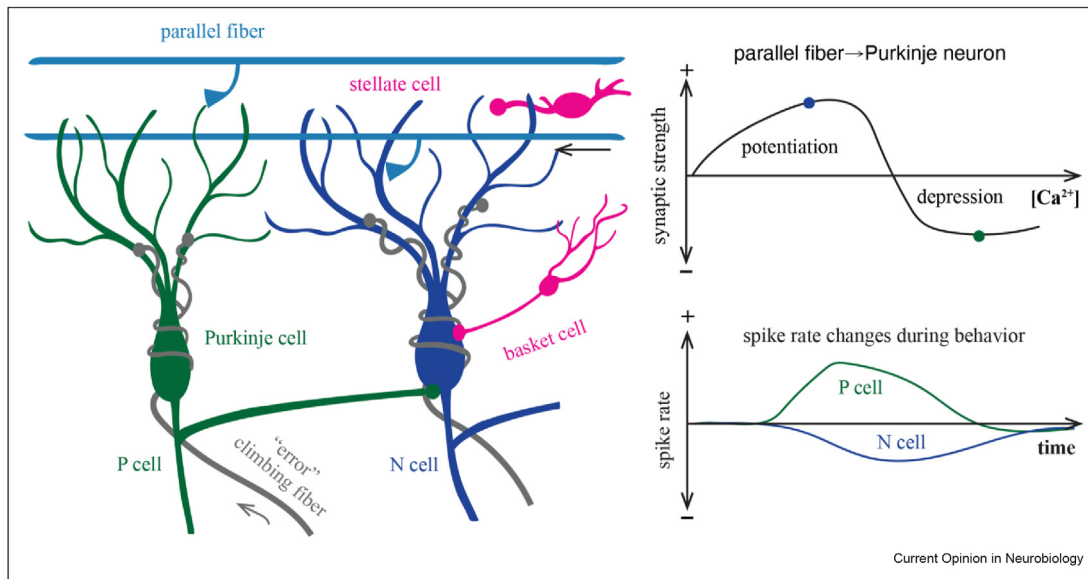 parallel fiber
stellate cell
Purkinje cell
basket cell
P cell
"error"
climbing fiber
N cell
parallel fiber→Purkinje neuron
+
synaptic strength
potentiation
depression
[Ca²⁺]
−
+
spike rate changes during behavior
spike rate
P cell
N cell
time
−
Current Opinion in Neurobiology